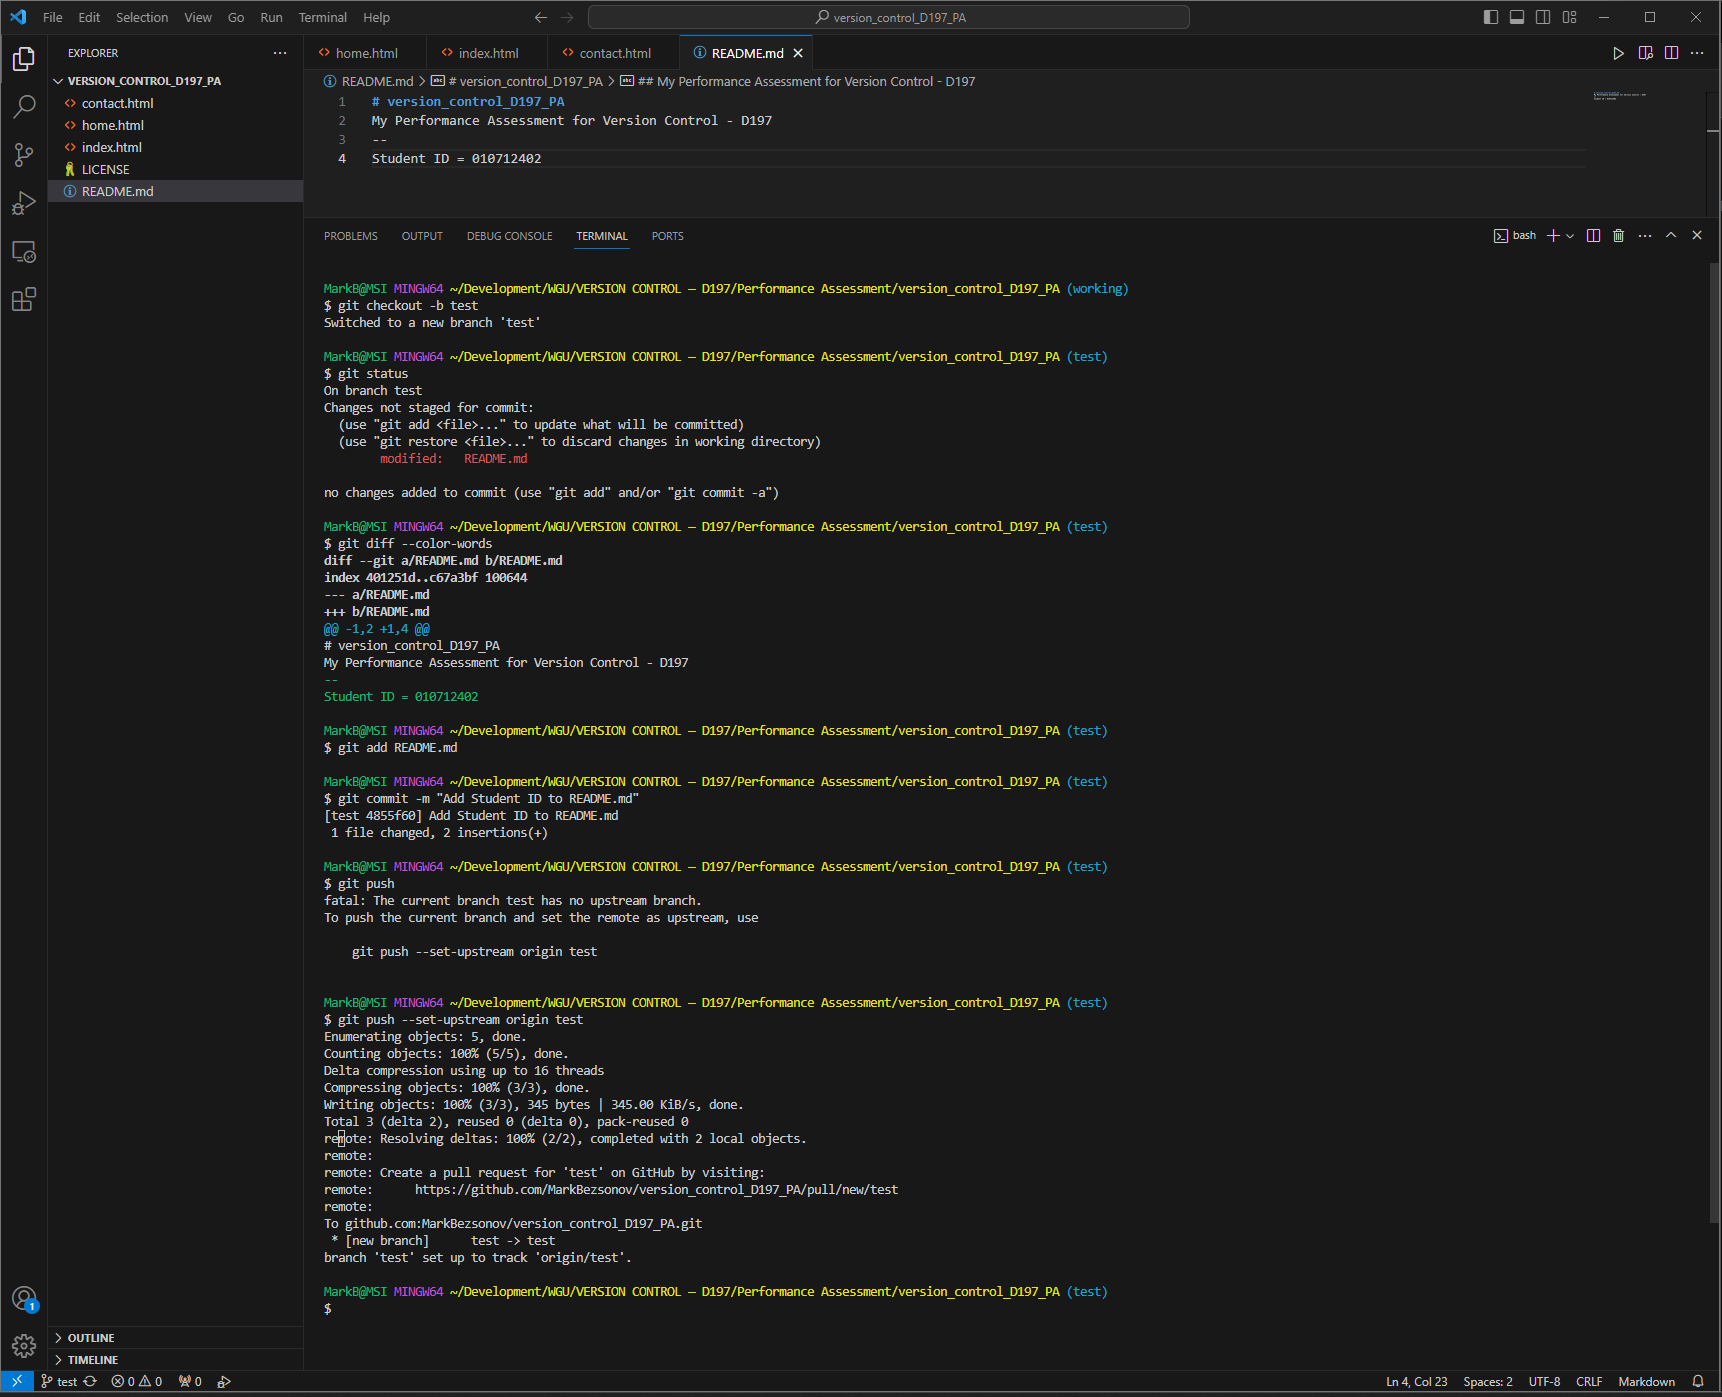 File Edit Selection View Go Run Terminal Help
version_control_D197_PA
EXPLORER
home.html
index.html
contact.html
README.md
VERSION_CONTROL_D197_PA
contact.html
home.html
index.html
LICENSE
README.md
README.md > # version_control_D197_PA > ## My Performance Assessment for Version Control - D197
1 # version_control_D197_PA
2 My Performance Assessment for Version Control - D197
3 --
4 Student ID = 010712402
PROBLEMS OUTPUT DEBUG CONSOLE TERMINAL PORTS
bash
MarkB@MSI MINGW64 ~/Development/WGU/VERSION CONTROL – D197/Performance Assessment/version_control_D197_PA (working)
$ git checkout -b test
Switched to a new branch 'test'
MarkB@MSI MINGW64 ~/Development/WGU/VERSION CONTROL – D197/Performance Assessment/version_control_D197_PA (test)
$ git status
On branch test
Changes not staged for commit:
(use "git add <file>..." to update what will be committed)
(use "git restore <file>..." to discard changes in working directory)
modified: README.md
no changes added to commit (use "git add" and/or "git commit -a")
MarkB@MSI MINGW64 ~/Development/WGU/VERSION CONTROL – D197/Performance Assessment/version_control_D197_PA (test)
$ git diff --color-words
diff --git a/README.md b/README.md
index 401251d..c67a3bf 100644
--- a/README.md
+++ b/README.md
@@ -1,2 +1,4 @@
# version_control_D197_PA
My Performance Assessment for Version Control - D197
--
Student ID = 010712402
MarkB@MSI MINGW64 ~/Development/WGU/VERSION CONTROL – D197/Performance Assessment/version_control_D197_PA (test)
$ git add README.md
MarkB@MSI MINGW64 ~/Development/WGU/VERSION CONTROL – D197/Performance Assessment/version_control_D197_PA (test)
$ git commit -m "Add Student ID to README.md"
[test 4855f60] Add Student ID to README.md
1 file changed, 2 insertions(+)
MarkB@MSI MINGW64 ~/Development/WGU/VERSION CONTROL – D197/Performance Assessment/version_control_D197_PA (test)
$ git push
fatal: The current branch test has no upstream branch.
To push the current branch and set the remote as upstream, use
git push --set-upstream origin test
MarkB@MSI MINGW64 ~/Development/WGU/VERSION CONTROL – D197/Performance Assessment/version_control_D197_PA (test)
$ git push --set-upstream origin test
Enumerating objects: 5, done.
Counting objects: 100% (5/5), done.
Delta compression using up to 16 threads
Compressing objects: 100% (3/3), done.
Writing objects: 100% (3/3), 345 bytes | 345.00 KiB/s, done.
Total 3 (delta 2), reused 0 (delta 0), pack-reused 0
remote: Resolving deltas: 100% (2/2), completed with 2 local objects.
remote:
remote: Create a pull request for 'test' on GitHub by visiting:
remote: https://github.com/MarkBezsonov/version_control_D197_PA/pull/new/test
remote:
To github.com:MarkBezsonov/version_control_D197_PA.git
* [new branch] test -> test
branch 'test' set up to track 'origin/test'.
MarkB@MSI MINGW64 ~/Development/WGU/VERSION CONTROL – D197/Performance Assessment/version_control_D197_PA (test)
$
1
OUTLINE
TIMELINE
test 0 0 0 Ln 4, Col 23 Spaces: 2 UTF-8 CRLF Markdown